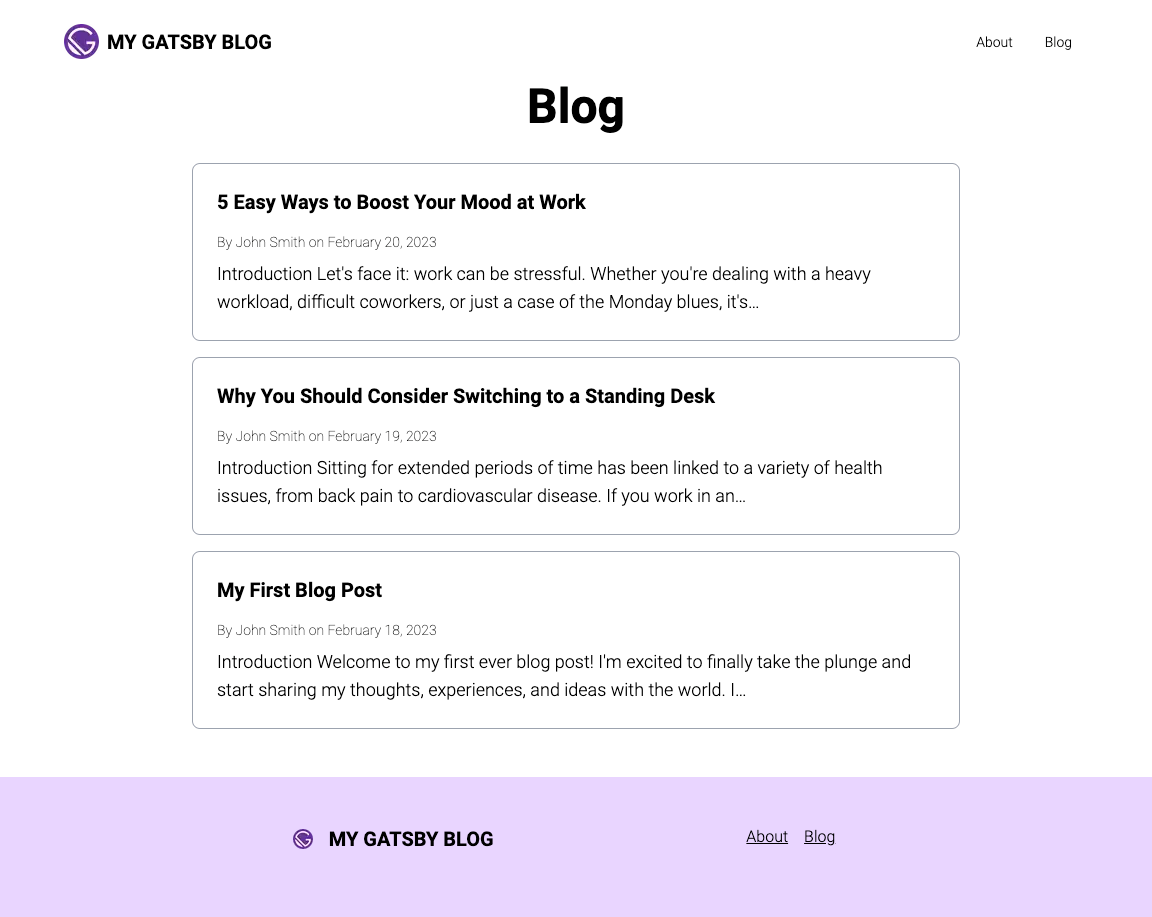 MY GATSBY BLOG
About
Blog
Blog
5 Easy Ways to Boost Your Mood at Work
By John Smith on February 20, 2023
Introduction Let's face it: work can be stressful. Whether you're dealing with a heavy
workload, difficult coworkers, or just a case of the Monday blues, it's…
Why You Should Consider Switching to a Standing Desk
By John Smith on February 19, 2023
Introduction Sitting for extended periods of time has been linked to a variety of health
issues, from back pain to cardiovascular disease. If you work in an…
My First Blog Post
By John Smith on February 18, 2023
Introduction Welcome to my first ever blog post! I'm excited to finally take the plunge and
start sharing my thoughts, experiences, and ideas with the world. I…
MY GATSBY BLOG
About
Blog